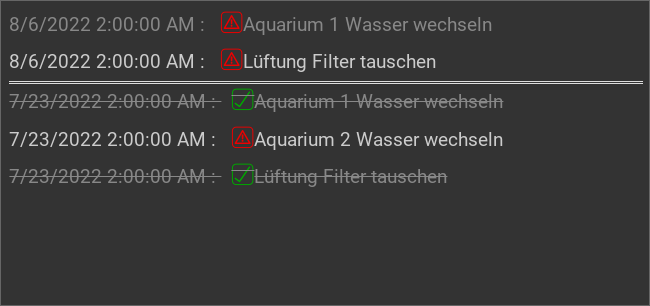 8/6/2022 2:00:00 AM : Aquarium 1 Wasser wechseln
8/6/2022 2:00:00 AM : Lüftung Filter tauschen
7/23/2022 2:00:00 AM : Aquarium 1 Wasser wechseln
7/23/2022 2:00:00 AM : Aquarium 2 Wasser wechseln
7/23/2022 2:00:00 AM : Lüftung Filter tauschen